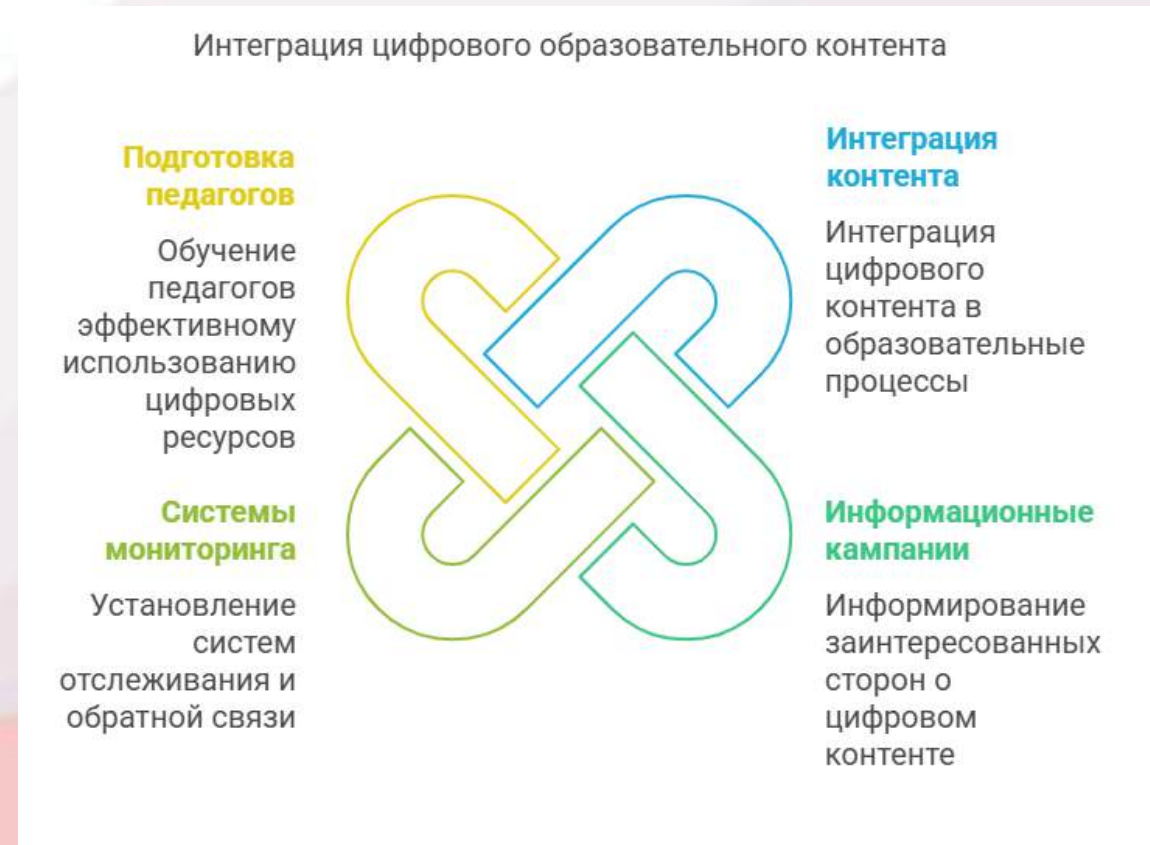 Интеграция цифрового образовательного контента
Подготовка
педагогов
Обучение
педагогов
эффективному
использованию
цифровых
ресурсов
Интеграция
контента
Интеграция
цифрового
контента в
образовательные
процессы
Системы
мониторинга
Установление
систем
отслеживания и
обратной связи
Информационные
кампании
Информирование
заинтересованных
сторон о
цифровом
контенте